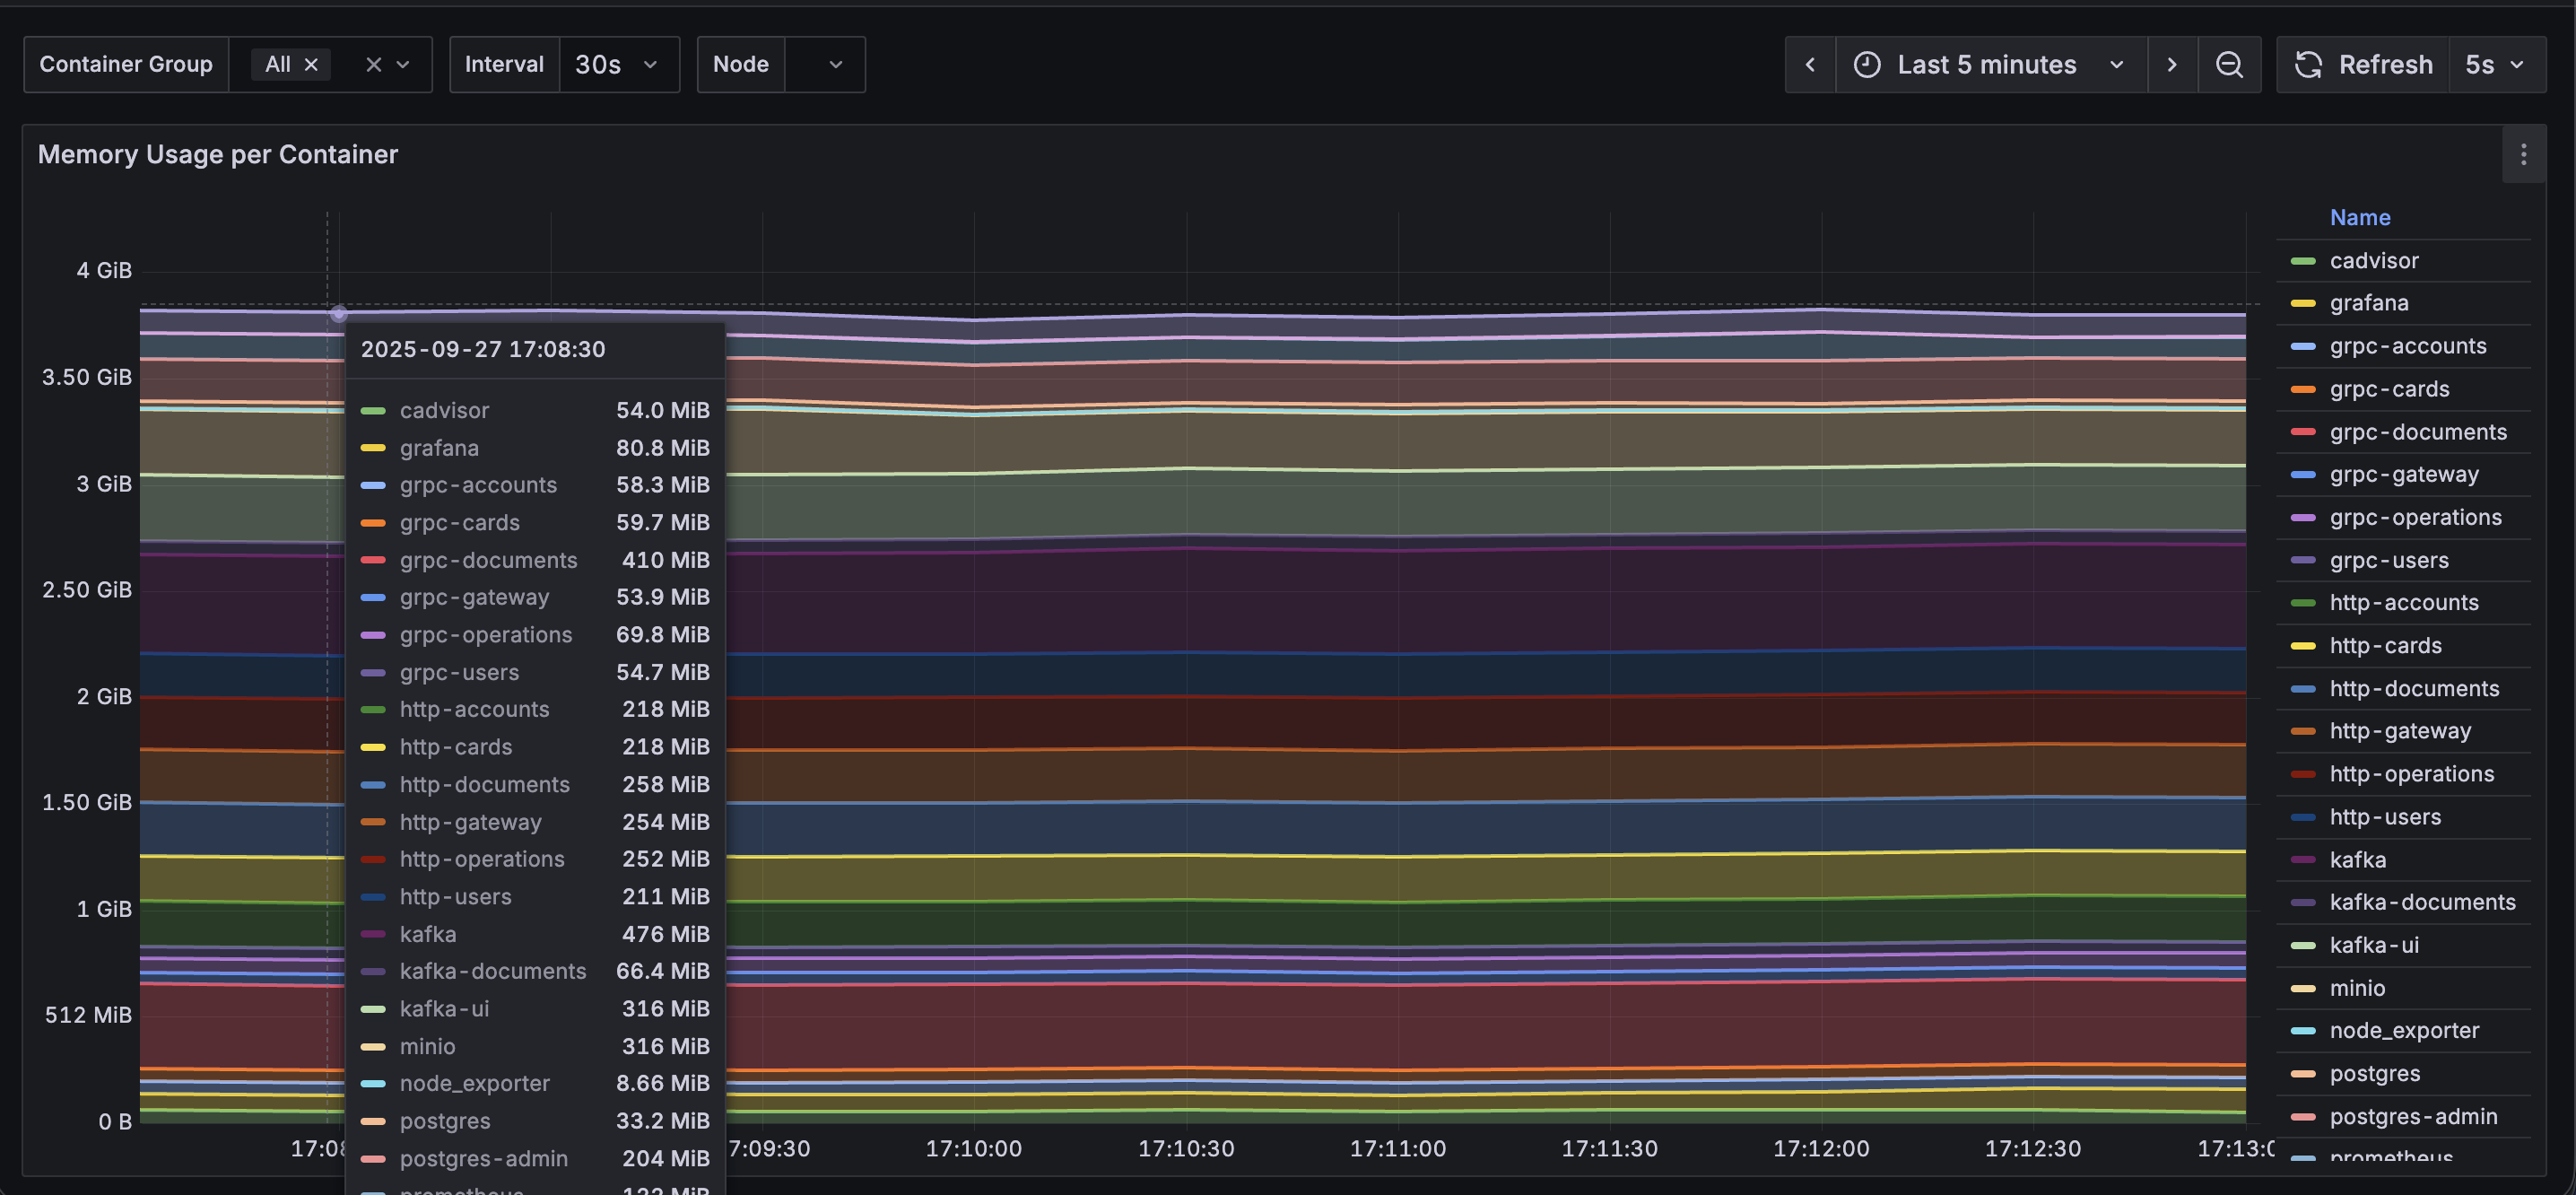 Container Group All Interval 30s Node Last 5 minutes Refresh 5s
Memory Usage per Container
4 GiB
3.50 GiB
3 GiB
2.50 GiB
2 GiB
1.50 GiB
1 GiB
512 MiB
0 B
2025-09-27 17:08:30
cadvisor 54.0 MiB
grafana 80.8 MiB
grpc-accounts 58.3 MiB
grpc-cards 59.7 MiB
grpc-documents 410 MiB
grpc-gateway 53.9 MiB
grpc-operations 69.8 MiB
grpc-users 54.7 MiB
http-accounts 218 MiB
http-cards 218 MiB
http-documents 258 MiB
http-gateway 254 MiB
http-operations 252 MiB
http-users 211 MiB
kafka 476 MiB
kafka-documents 66.4 MiB
kafka-ui 316 MiB
minio 316 MiB
node_exporter 8.66 MiB
postgres 33.2 MiB
postgres-admin 204 MiB
prometheus
17:08 7:09:30 17:10:00 17:10:30 17:11:00 17:11:30 17:12:00 17:12:30 17:13:0
Name
cadvisor
grafana
grpc-accounts
grpc-cards
grpc-documents
grpc-gateway
grpc-operations
grpc-users
http-accounts
http-cards
http-documents
http-gateway
http-operations
http-users
kafka
kafka-documents
kafka-ui
minio
node_exporter
postgres
postgres-admin
prometheus